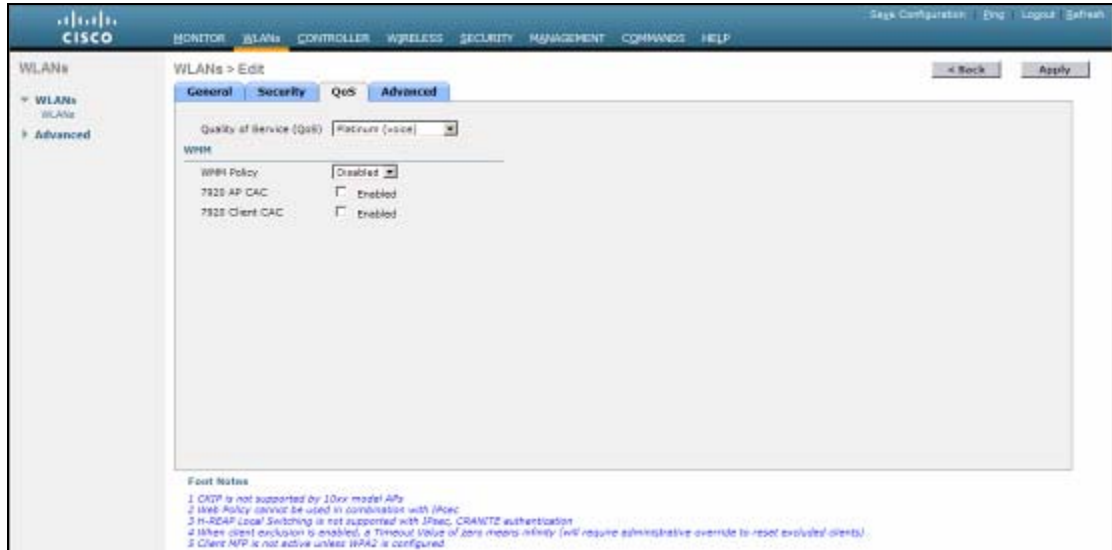 Save Configuration | Ping | Logout | Refresh
CISCO
MONITOR WLANs CONTROLLER WIRELESS SECURITY MANAGEMENT COMMANDS HELP
WLANs
WLANs > Edit
< Back
Apply
General Security QoS Advanced
WLANs
WLANs
Advanced
Quality of Service (QoS) Platinum (voice)
WMM
WMM Policy Disabled
7920 AP CAC Enabled
7920 Client CAC Enabled
Foot Notes
1 CKIP is not supported by 10xx model APs
2 Web Policy cannot be used in combination with IPsec
3 H-REAP Local Switching is not supported with IPsec, CRANITE authentication
4 When client exclusion is enabled, a Timeout Value of zero means infinity (will require administrative override to reset excluded clients)
5 Client MFP is not active unless WPA2 is configured